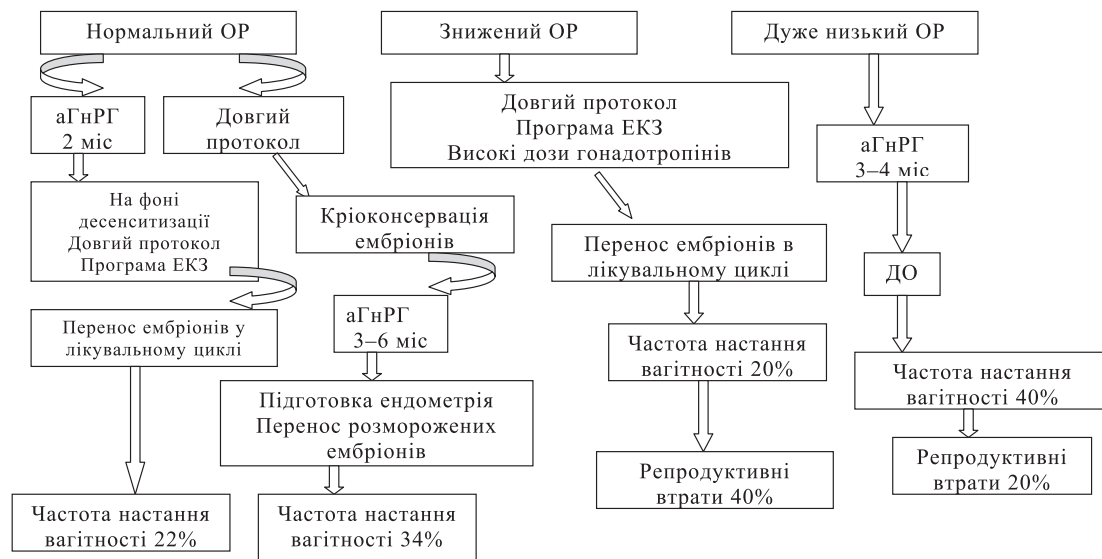 Нормальний ОР
аГнРГ
2 міс
На фоні
десенситизації
Довгий протокол
Програма ЕКЗ
Перенос ембріонів у
лікувальному циклі
Частота настання
вагітності 22%
Довгий
протокол
Кріоконсервація
ембріонів
аГнРГ
3–6 міс
Підготовка ендометрія
Перенос розморожених
ембріонів
Частота настання
вагітності 34%
Знижений ОР
Довгий протокол
Програма ЕКЗ
Високі дози гонадотропінів
Перенос ембріонів в
лікувальному циклі
Частота настання
вагітності 20%
Репродуктивні
втрати 40%
Дуже низький ОР
аГнРГ
3–4 міс
ДО
Частота настання
вагітності 40%
Репродуктивні
втрати 20%